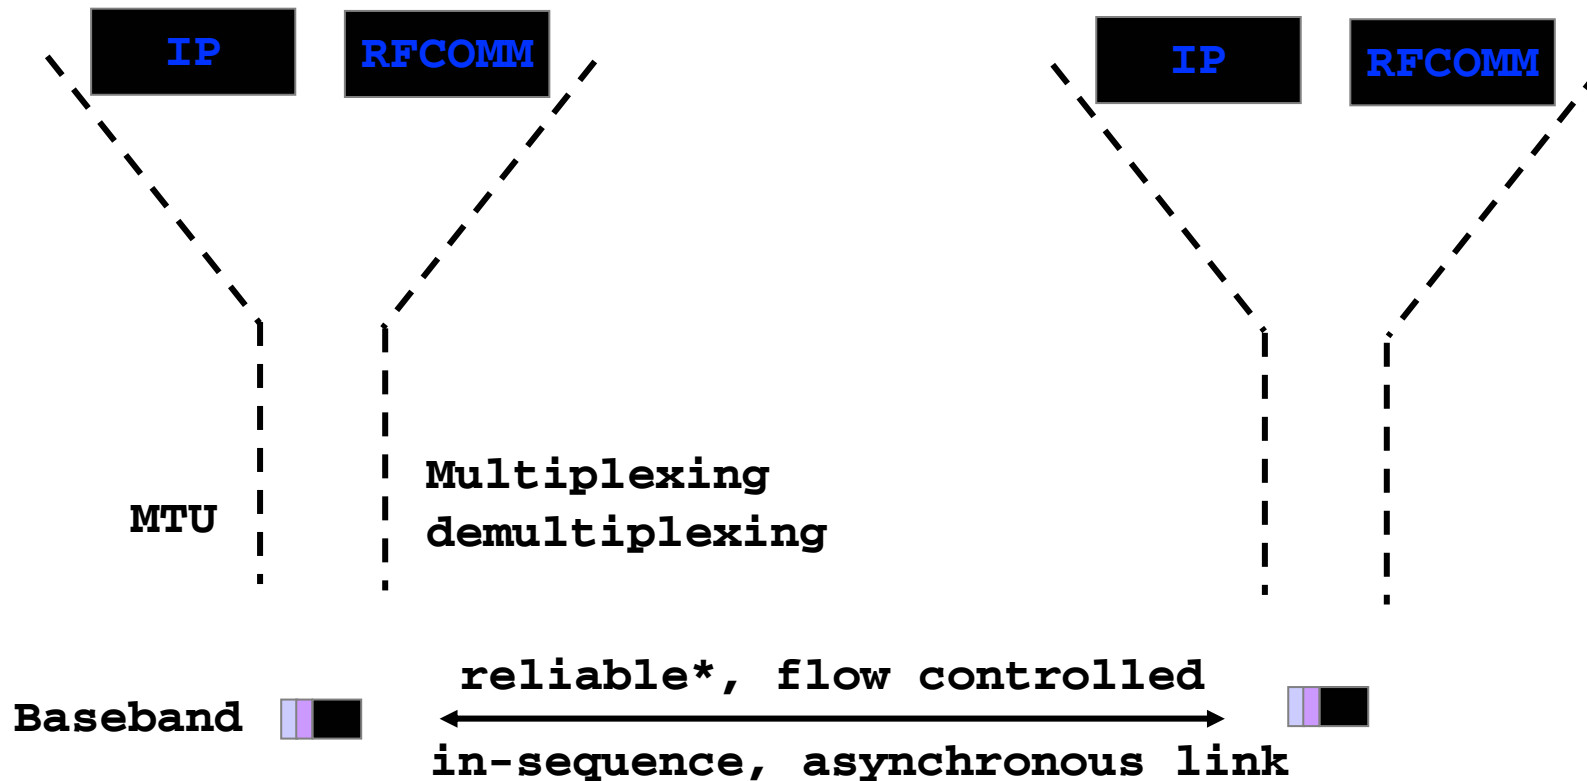 IP
RFCOMM
IP
RFCOMM
Multiplexing
demultiplexing
MTU
reliable*, flow controlled
Baseband
in-sequence, asynchronous link